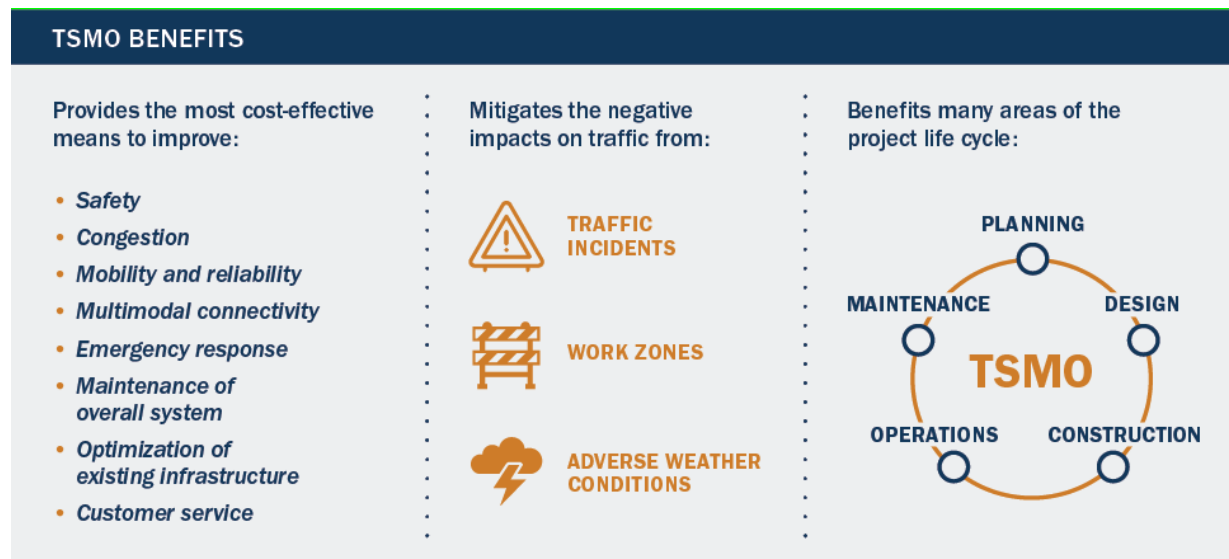 TSMO BENEFITS
Provides the most cost-effective
means to improve:
• Safety
• Congestion
• Mobility and reliability
• Multimodal connectivity
• Emergency response
• Maintenance of
overall system
• Optimization of
existing infrastructure
• Customer service
Mitigates the negative
impacts on traffic from:
TRAFFIC
INCIDENTS
WORK ZONES
ADVERSE WEATHER
CONDITIONS
Benefits many areas of the
project life cycle:
PLANNING
MAINTENANCE
DESIGN
TSMO
OPERATIONS
CONSTRUCTION